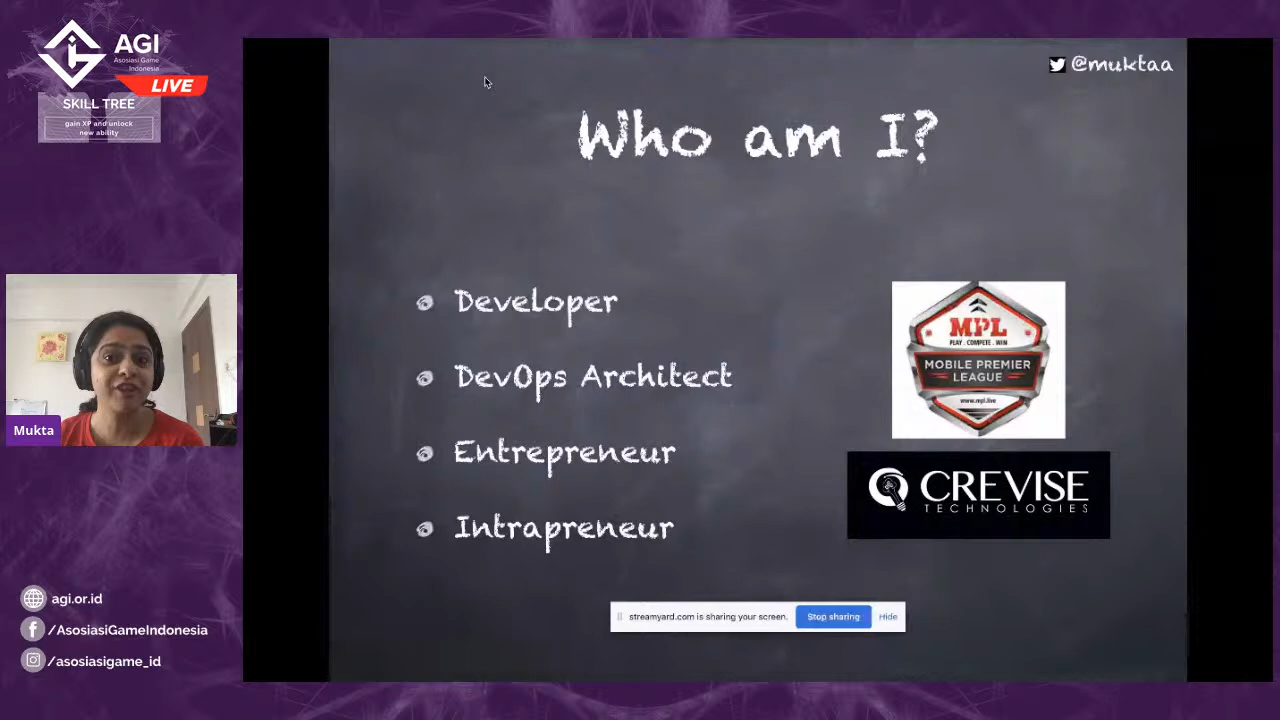 AGI
Asosiasi Game
Indonesia
LIVE
SKILL TREE
gain XP and unlock
new ability
@muktaa
Who am I?
Developer
DevOps Architect
Entrepreneur
Intrapreneur
MPL
PLAY . COMPETE . WIN
MOBILE PREMIER
LEAGUE
www.mpl.live
CREVISE
TECHNOLOGIES
Mukta
streamyard.com is sharing your screen.
Stop sharing
Hide
agi.or.id
/AsosiasiGameIndonesia
/asosiasigame_id